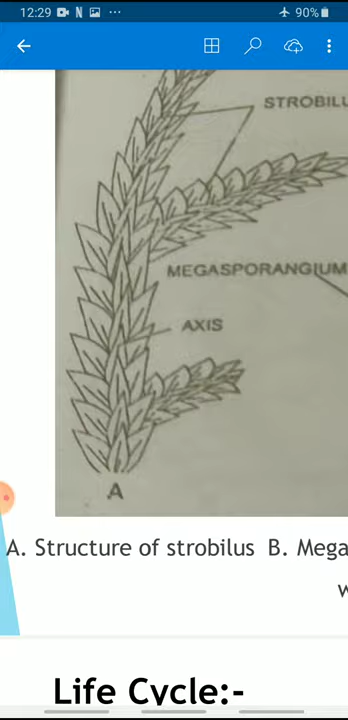 12:29 N ... 90%
STROBILU
MEGASPORANGIUM
AXIS
A
A. Structure of strobilus B. Mega
w
Life Cycle:-